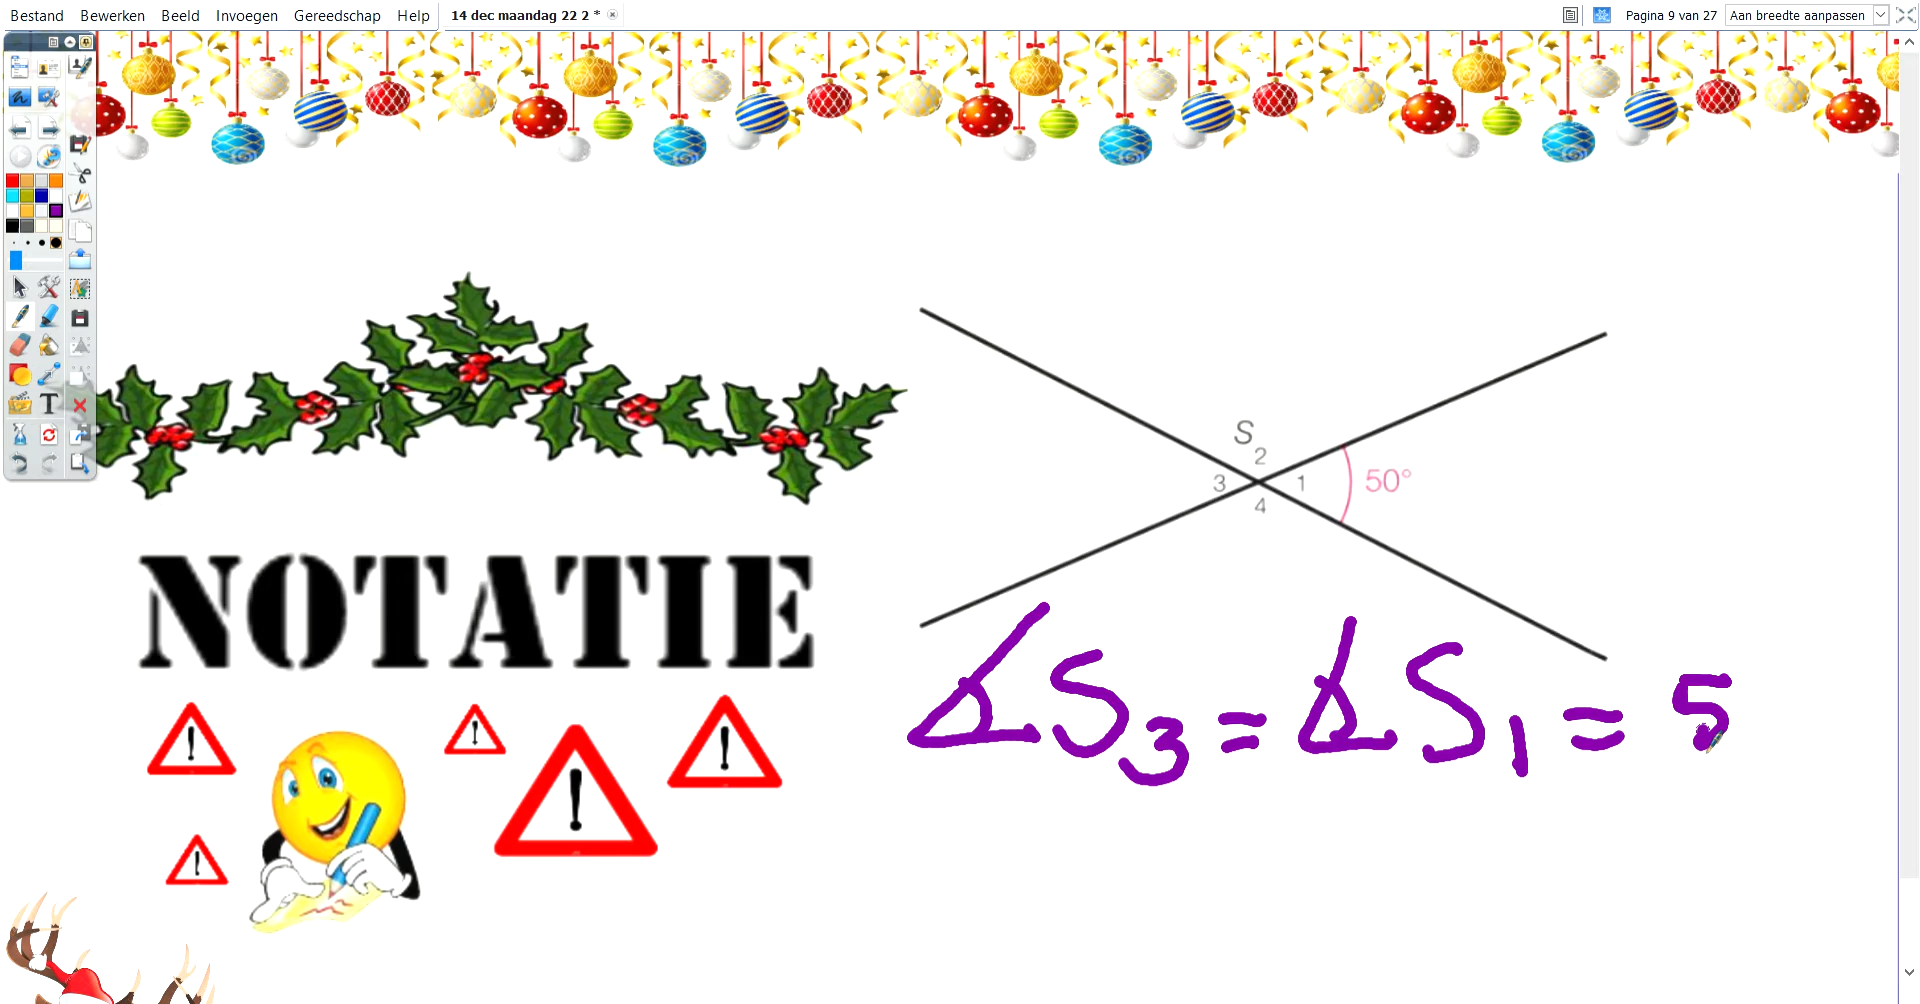 Bestand Bewerken Beeld Invoegen Gereedschap Help 14 dec maandag 22 2 * Pagina 9 van 27 Aan breedte aanpassen
S
2
3 1 50°
4
NOTATIE
∠S3 = ∠S1 = 5
! ! ! ! !
T